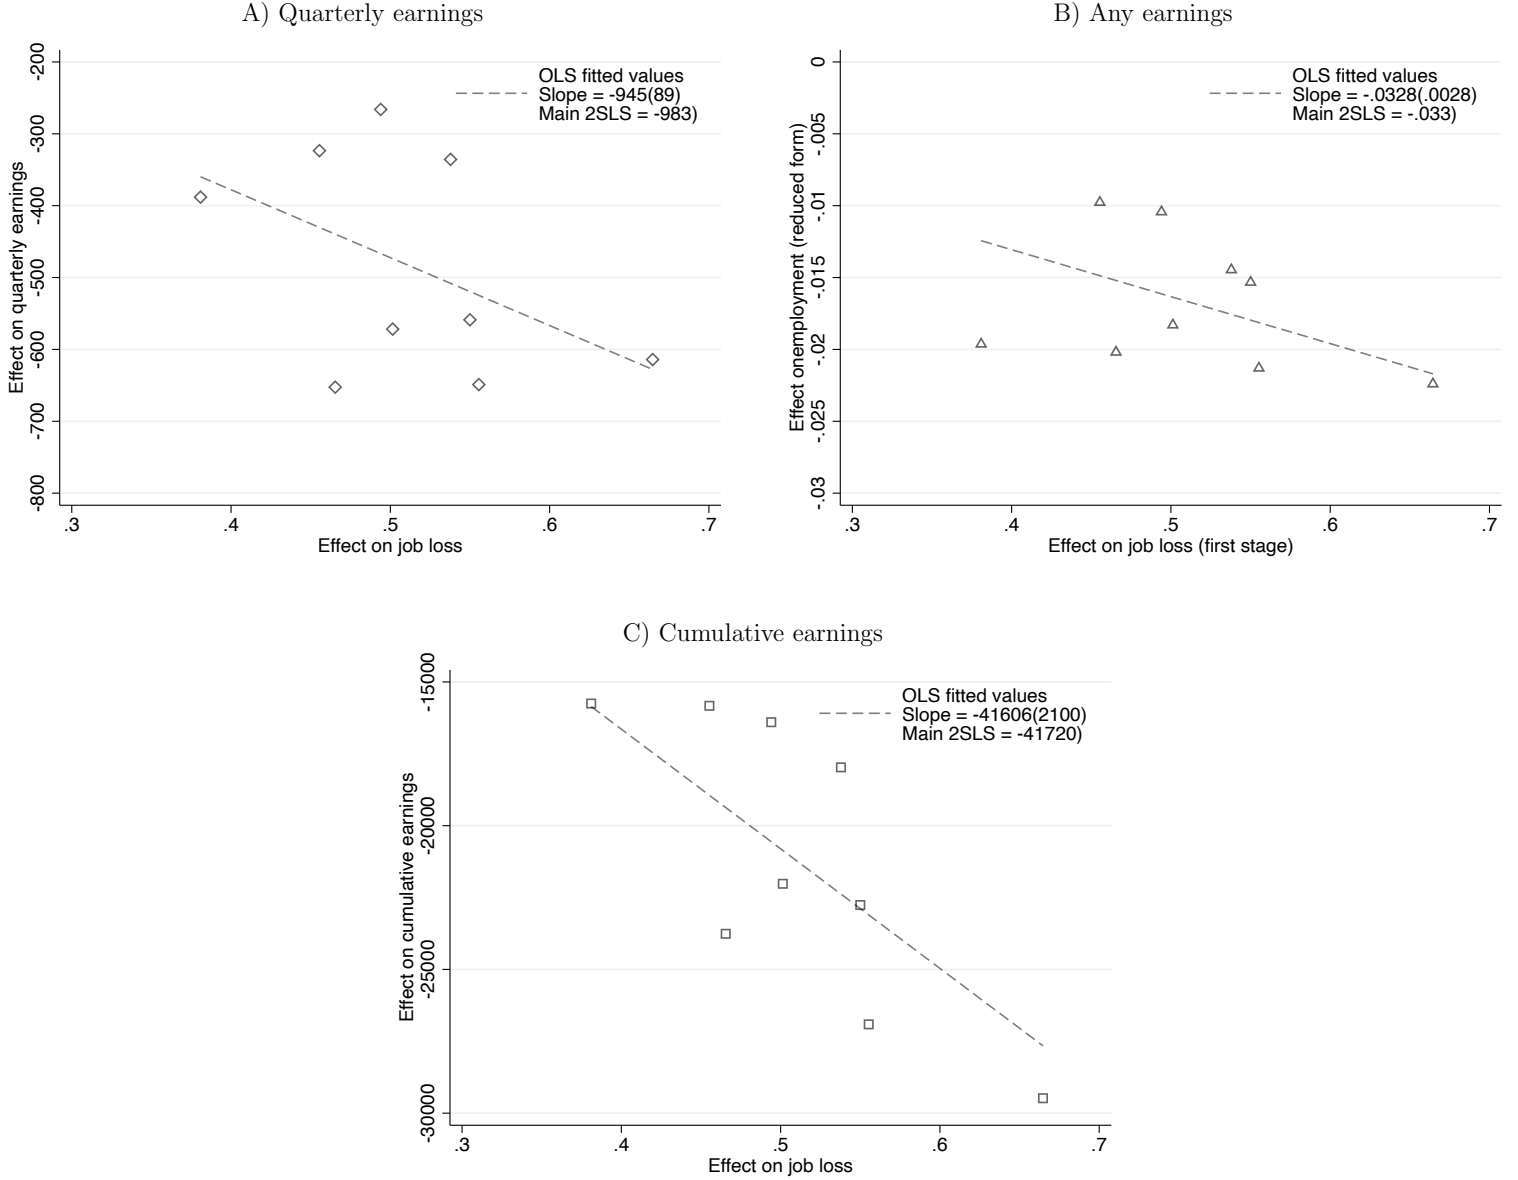 A) Quarterly earnings
-200
-300
-400
-500
-600
-700
-800
Effect on quarterly earnings
OLS fitted values
Slope = -945(89)
Main 2SLS = -983)
.3 .4 .5 .6 .7
Effect on job loss
B) Any earnings
0
-.005
-.01
-.015
-.02
-.025
-.03
Effect onemployment (reduced form)
OLS fitted values
Slope = -.0328(.0028)
Main 2SLS = -.033)
.3 .4 .5 .6 .7
Effect on job loss (first stage)
C) Cumulative earnings
-15000
-20000
-25000
-30000
Effect on cumulative earnings
OLS fitted values
Slope = -41606(2100)
Main 2SLS = -41720)
.3 .4 .5 .6 .7
Effect on job loss